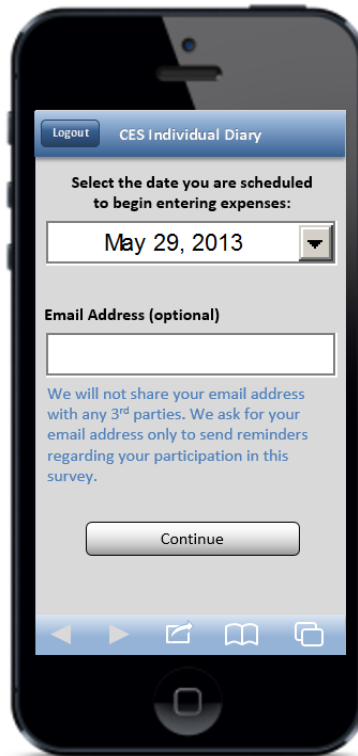 Logout CES Individual Diary
Select the date you are scheduled
to begin entering expenses:
May 29, 2013
Email Address (optional)
We will not share your email address
with any 3rd parties. We ask for your
email address only to send reminders
regarding your participation in this
survey.
Continue